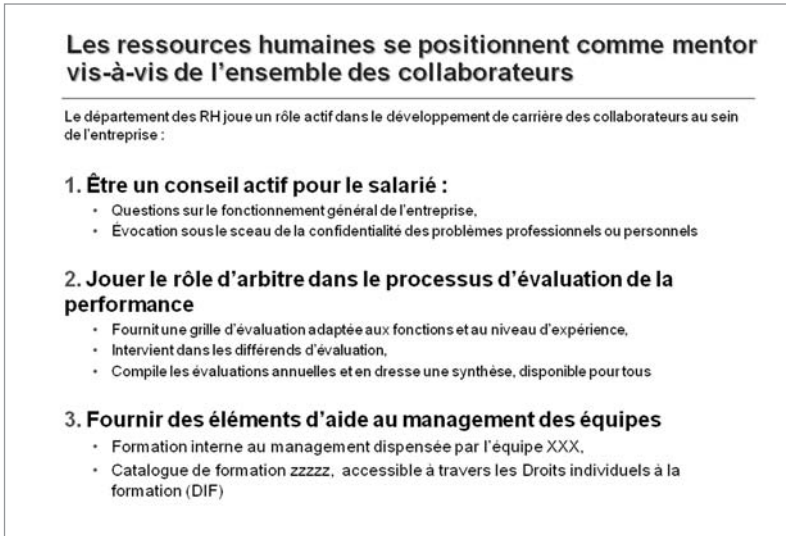 Les ressources humaines se positionnent comme mentor
vis-à-vis de l’ensemble des collaborateurs
Le département des RH joue un rôle actif dans le développement de carrière des collaborateurs au sein
de l’entreprise :
1. Être un conseil actif pour le salarié :
• Questions sur le fonctionnement général de l’entreprise,
• Évocation sous le sceau de la confidentialité des problèmes professionnels ou personnels
2. Jouer le rôle d’arbitre dans le processus d’évaluation de la
performance
• Fournit une grille d’évaluation adaptée aux fonctions et au niveau d’expérience,
• Intervient dans les différends d’évaluation,
• Compile les évaluations annuelles et en dresse une synthèse, disponible pour tous
3. Fournir des éléments d’aide au management des équipes
• Formation interne au management dispensée par l’équipe XXX,
• Catalogue de formation zzzzz, accessible à travers les Droits individuels à la
formation (DIF)